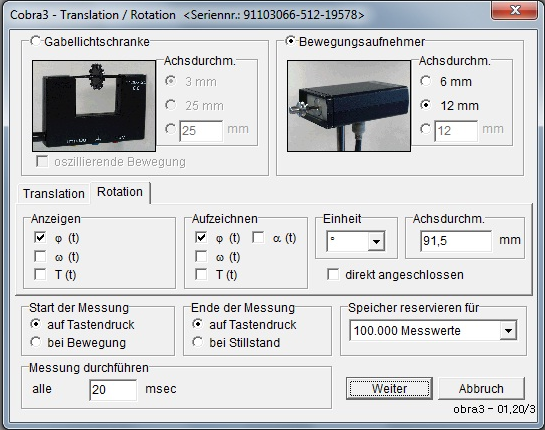 Cobra3 - Translation / Rotation <Seriennr.: 91103066-512-19578>
Gabellichtschranke
Achsdurchm.
3 mm
25 mm
25 mm
oszillierende Bewegung
Bewegungsaufnehmer
Achsdurchm.
6 mm
12 mm
12 mm
Translation Rotation
Anzeigen
φ (t)
ω (t)
T (t)
Aufzeichnen
φ (t) α (t)
ω (t)
T (t)
Einheit
°
Achsdurchm.
91,5 mm
direkt angeschlossen
Start der Messung
auf Tastendruck
bei Bewegung
Ende der Messung
auf Tastendruck
bei Stillstand
Speicher reservieren für
100.000 Messwerte
Messung durchführen
alle 20 msec
Weiter Abbruch
obra3 - 01,20/3